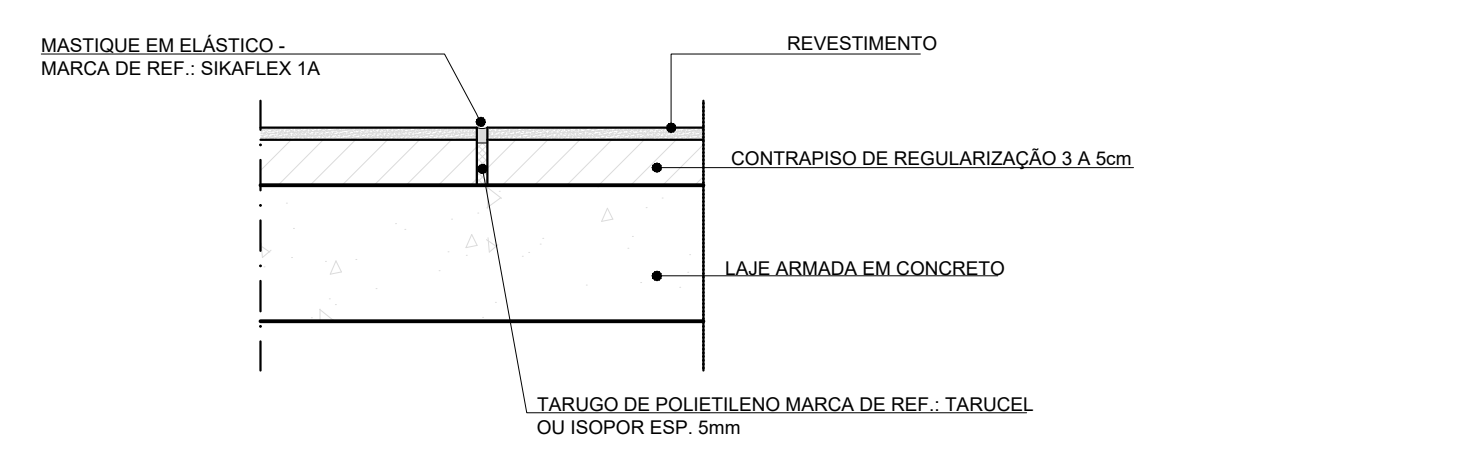 MASTIQUE EM ELÁSTICO -
MARCA DE REF.: SIKAFLEX 1A
REVESTIMENTO
CONTRAPISO DE REGULARIZAÇÃO 3 A 5cm
LAJE ARMADA EM CONCRETO
TARUGO DE POLIETILENO MARCA DE REF.: TARUCEL
OU ISOPOR ESP. 5mm